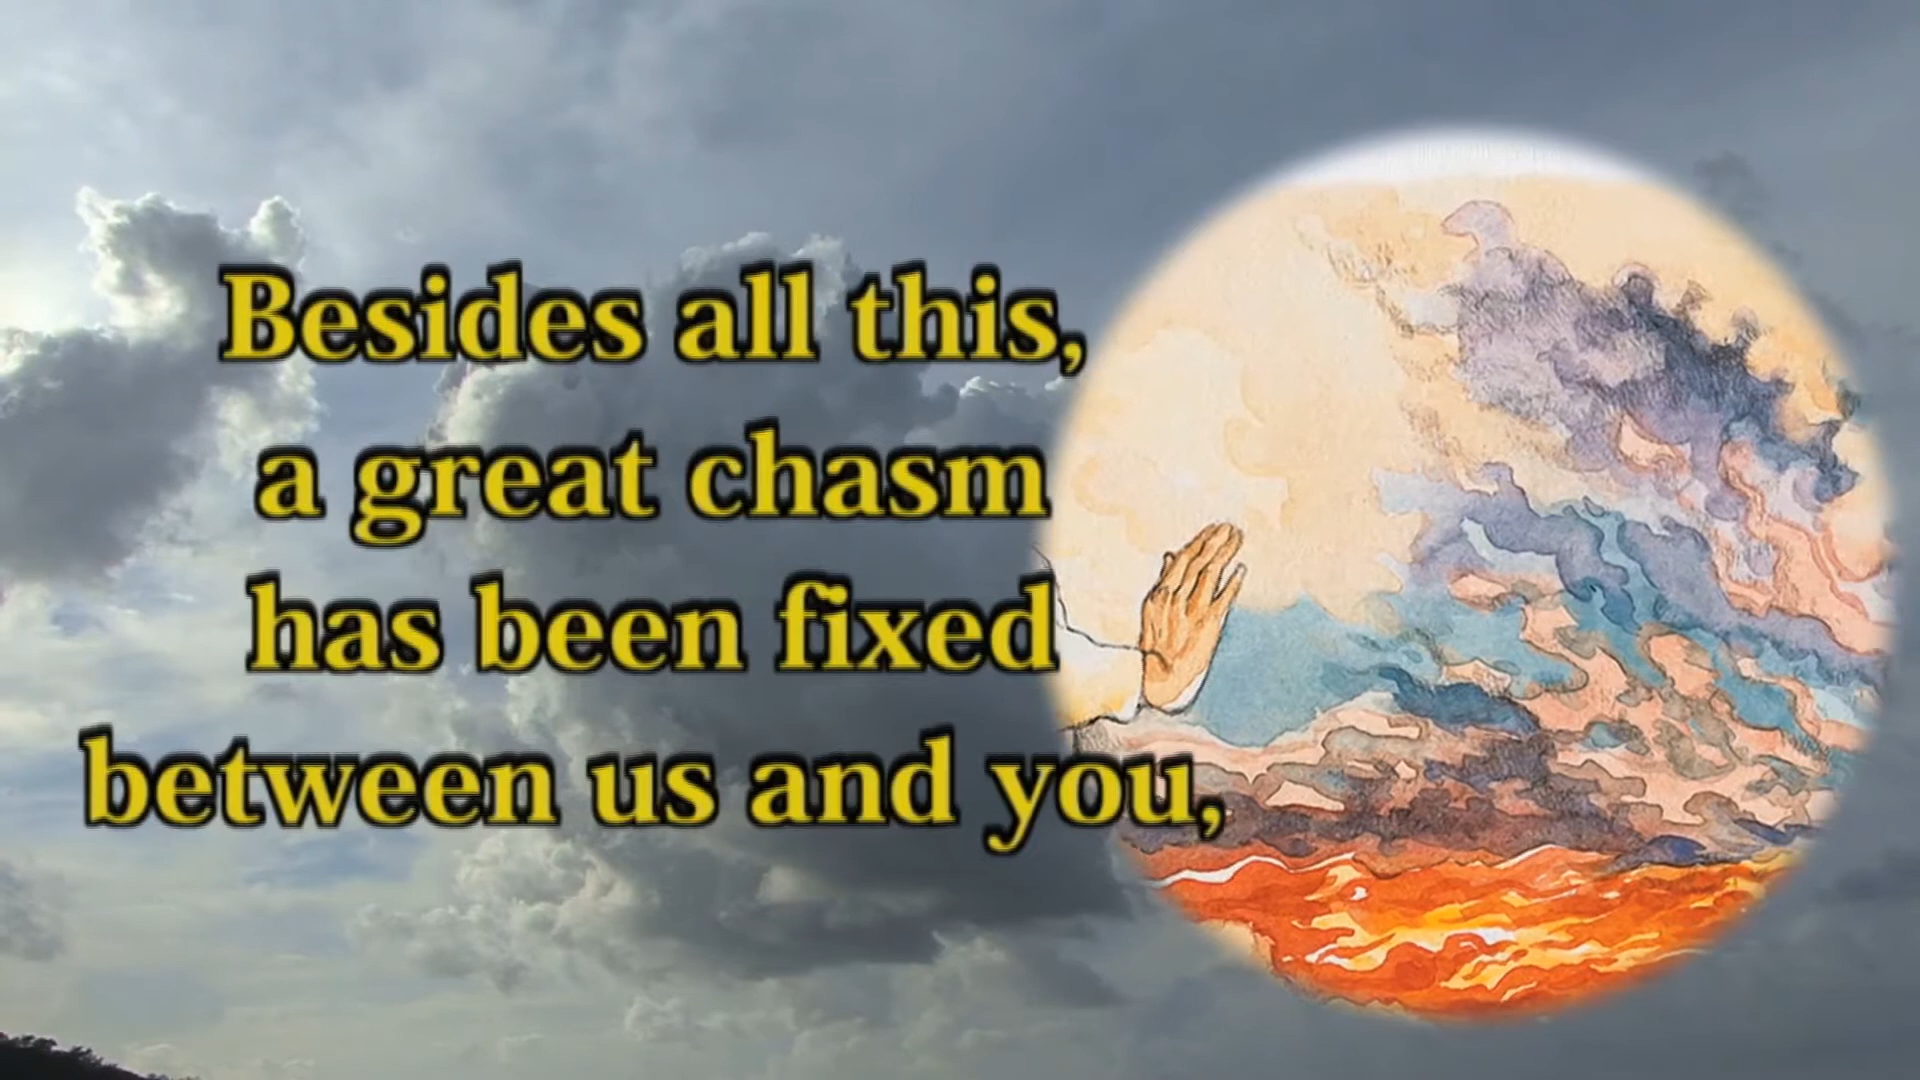 Besides all this,
a great chasm
has been fixed
between us and you,